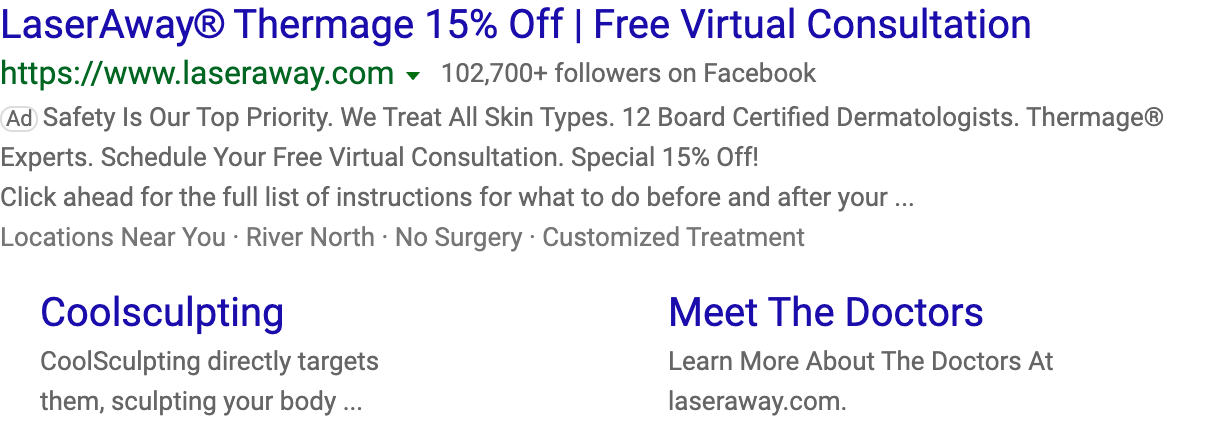 LaserAway® Thermage 15% Off | Free Virtual Consultation
https://www.laseraway.com 102,700+ followers on Facebook
Ad Safety Is Our Top Priority. We Treat All Skin Types. 12 Board Certified Dermatologists. Thermage®
Experts. Schedule Your Free Virtual Consultation. Special 15% Off!
Click ahead for the full list of instructions for what to do before and after your ...
Locations Near You · River North · No Surgery · Customized Treatment
Coolsculpting
CoolSculpting directly targets
them, sculpting your body ...
Meet The Doctors
Learn More About The Doctors At
laseraway.com.